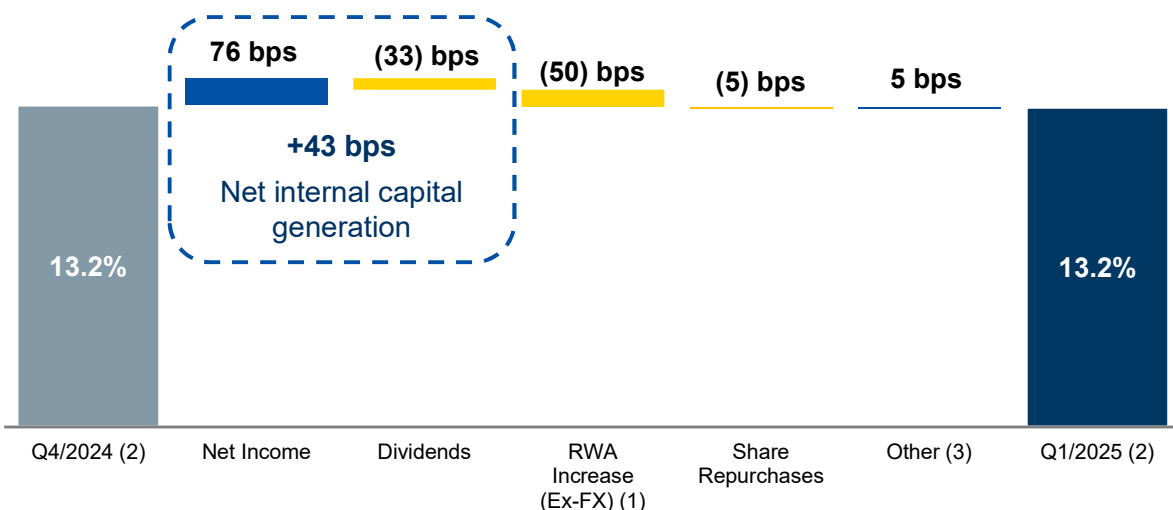 76 bps
(33) bps
(50) bps
(5) bps
5 bps
+43 bps
Net internal capital
generation
13.2%
13.2%
Q4/2024 (2)
Net Income
Dividends
RWA
Increase
(Ex-FX) (1)
Share
Repurchases
Other (3)
Q1/2025 (2)